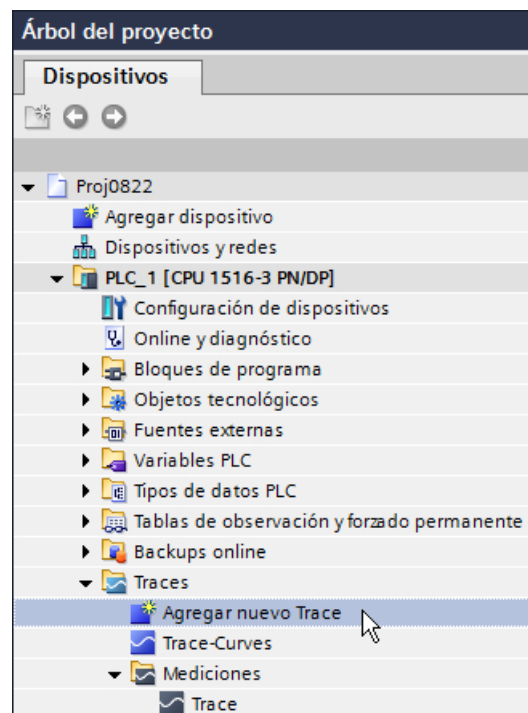 Árbol del proyecto
Dispositivos
Proj0822
Agregar dispositivo
Dispositivos y redes
PLC_1 [CPU 1516-3 PN/DP]
Configuración de dispositivos
Online y diagnóstico
Bloques de programa
Objetos tecnológicos
Fuentes externas
Variables PLC
Tipos de datos PLC
Tablas de observación y forzado permanente
Backups online
Traces
Agregar nuevo Trace
Trace-Curves
Mediciones
Trace